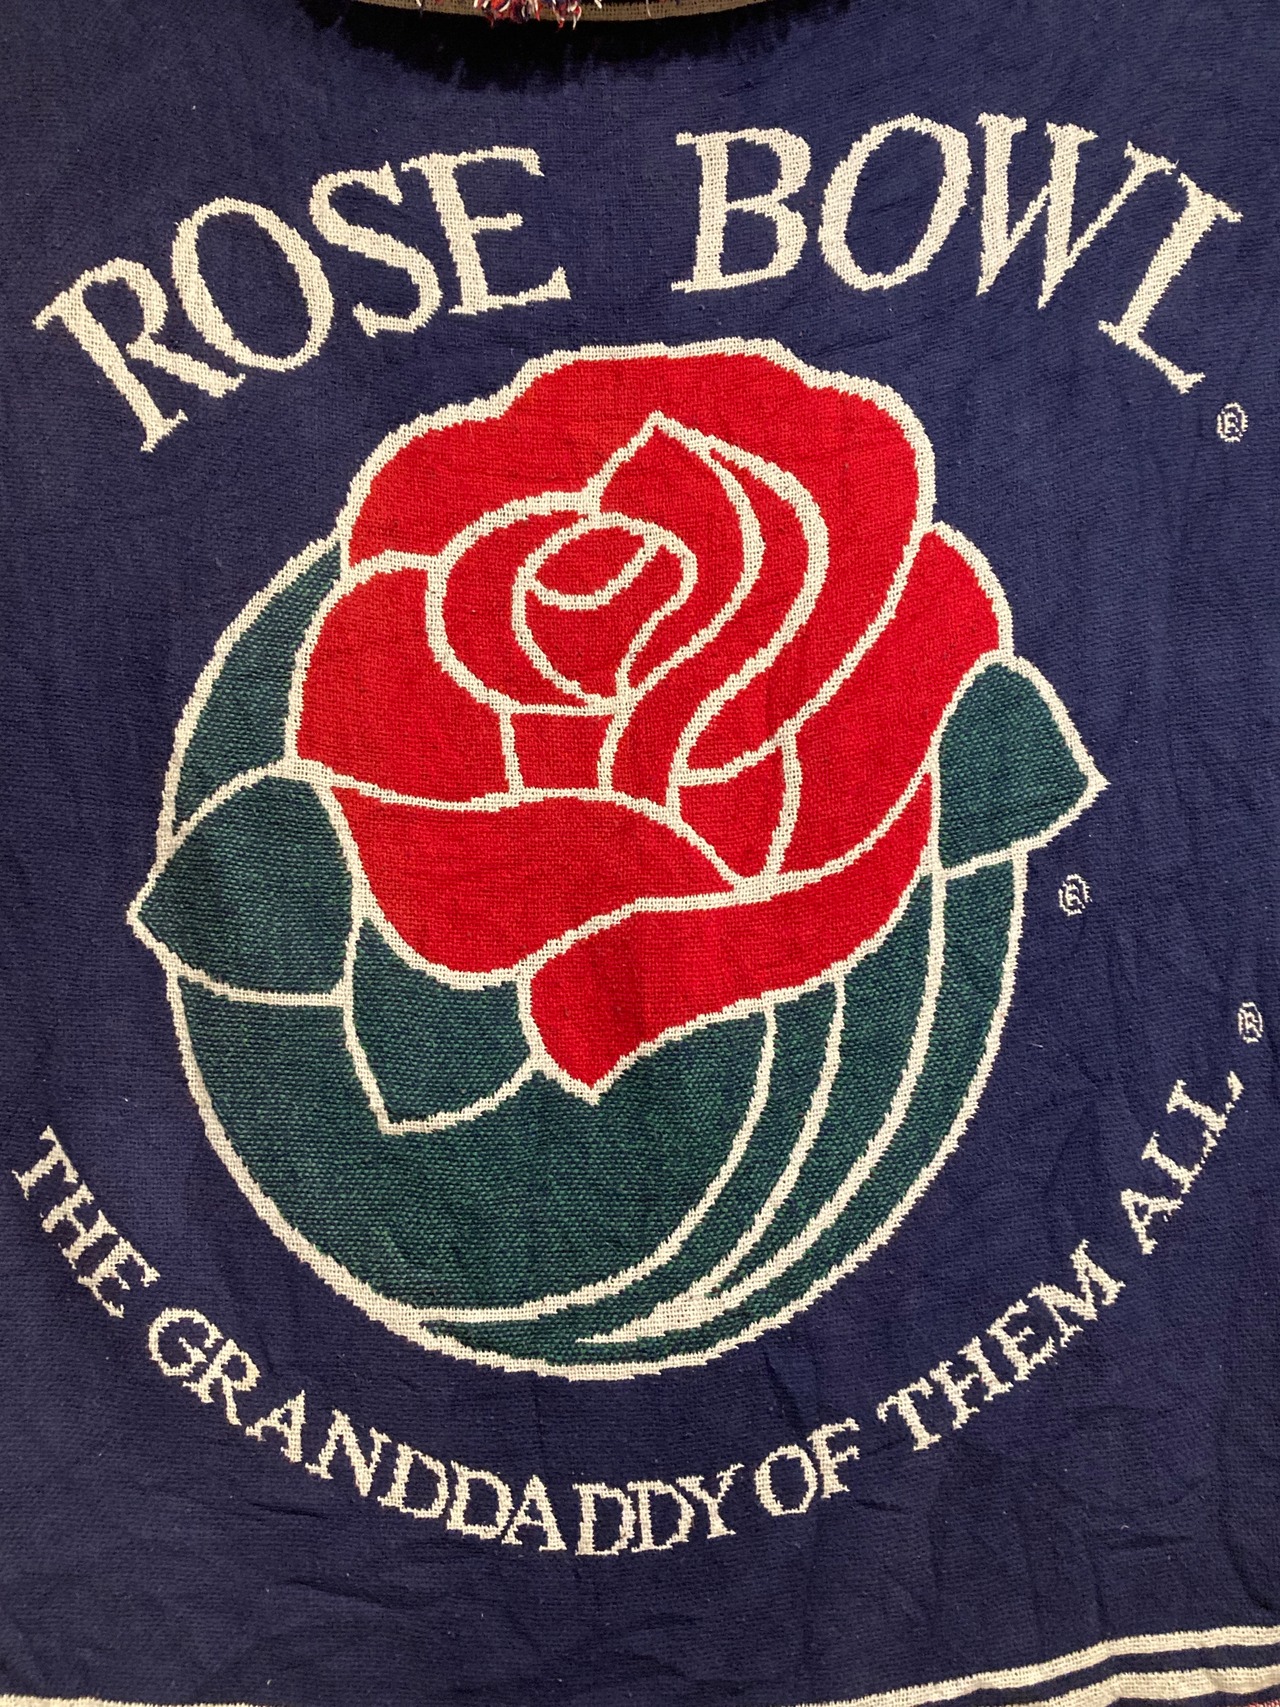 ROSE BOWL ®
®
THE GRANDDADDY OF THEM ALL ®